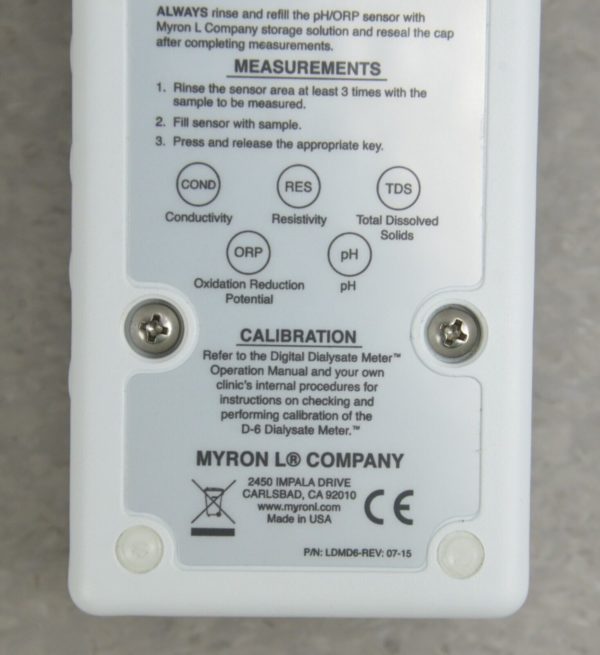 ALWAYS rinse and refill the pH/ORP sensor with
Myron L Company storage solution and reseal the cap
after completing measurements.
MEASUREMENTS
1. Rinse the sensor area at least 3 times with the
sample to be measured.
2. Fill sensor with sample.
3. Press and release the appropriate key.
COND RES TDS
Conductivity Resistivity Total Dissolved
Solids
ORP pH
Oxidation Reduction pH
Potential
CALIBRATION
Refer to the Digital Dialysate Meter™
Operation Manual and your own
clinic's internal procedures for
instructions on checking and
performing calibration of the
D-6 Dialysate Meter.™
MYRON L® COMPANY
2450 IMPALA DRIVE
CARLSBAD, CA 92010
www.myronl.com
Made in USA
CE
P/N: LDMD6-REV: 07-15